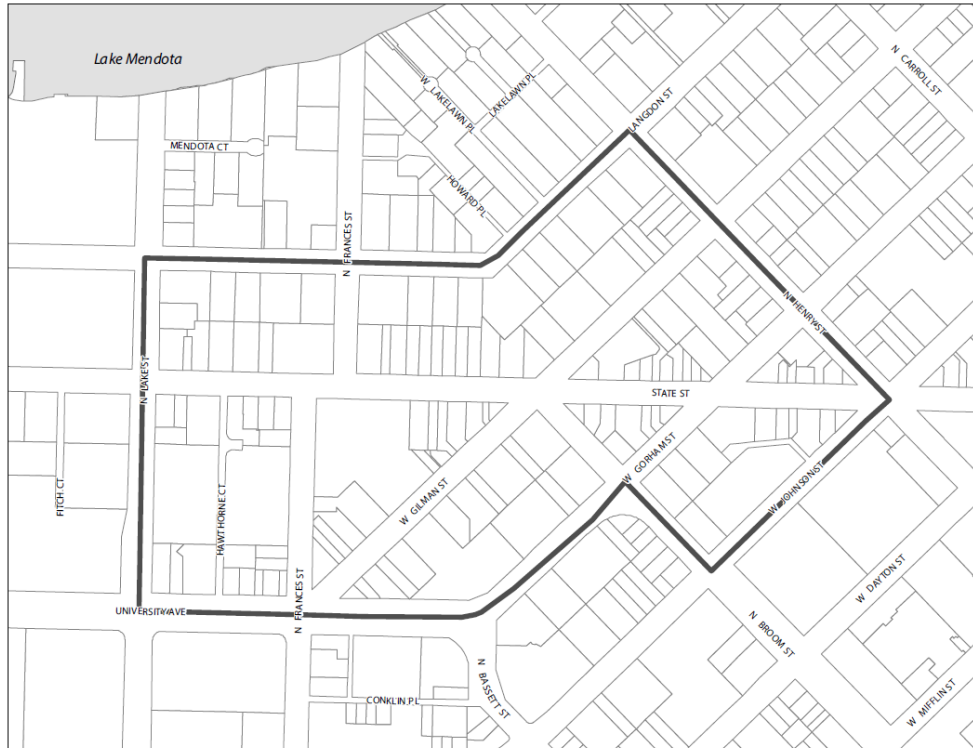 Lake Mendota
N CARROLL ST
W LAKELAWN PL
LAKELAWN PL
LANGDON ST
MENDOTA CT
HOWARD PL
N FRANCES ST
N HENRY ST
N LAKE ST
STATE ST
W GORHAM ST
W JOHNSON ST
W GILMAN ST
FITCH CT
HAWTHORNE CT
W DAYTON ST
UNIVERSITY AVE
N FRANCES ST
N BROOM ST
N BASSETT ST
CONKLIN PL
W MIFFLIN ST